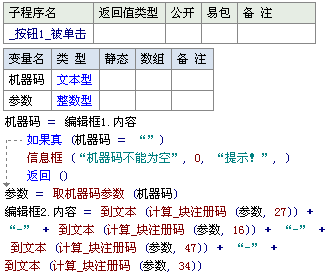 子程序名 返回值类型 公开 易包 备 注
_按钮1_被单击
变量名 类 型 静态 数组 备 注
机器码 文本型
参数 整数型
机器码 = 编辑框1.内容
如果真 (机器码 = “”)
信息框 (“机器码不能为空”, 0, “提示！”, )
返回 ()
参数 = 取机器码参数 (机器码)
编辑框2.内容 = 到文本 (计算_块注册码 (参数, 27)) +
“-” + 到文本 (计算_块注册码 (参数, 16)) + “-” +
到文本 (计算_块注册码 (参数, 47)) + “-” +
到文本 (计算_块注册码 (参数, 34))